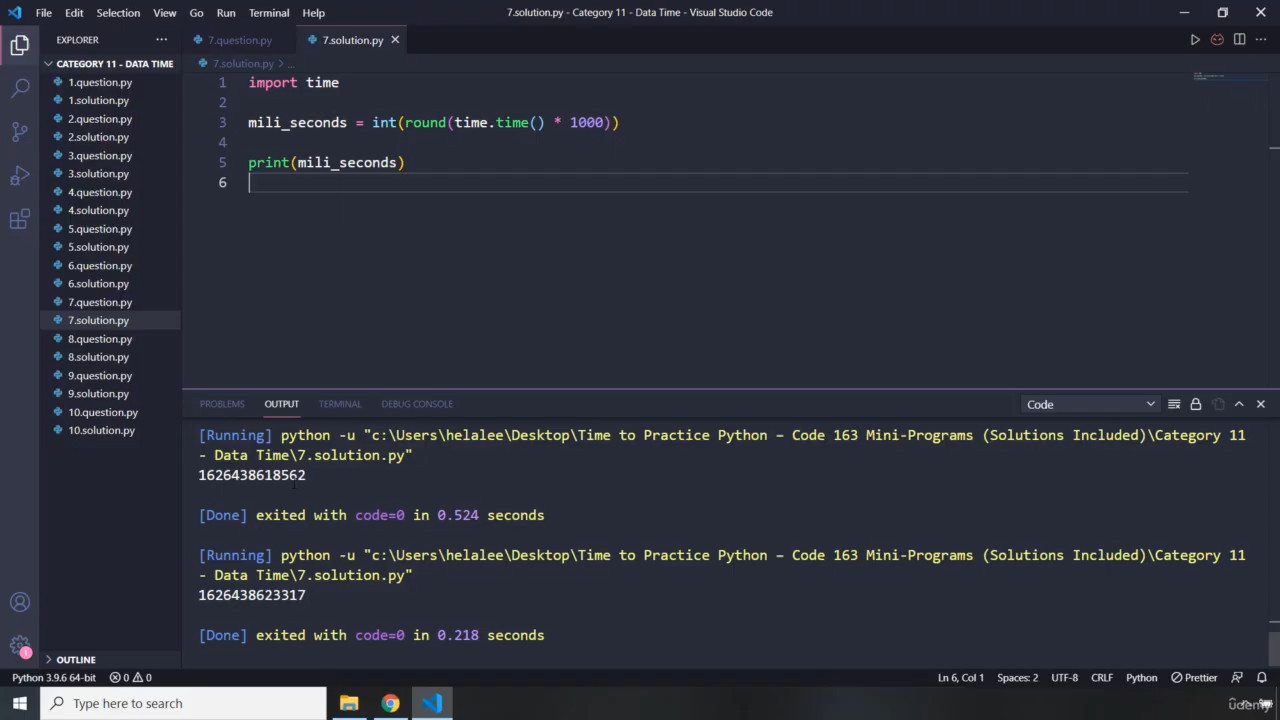 File Edit Selection View Go Run Terminal Help
7.solution.py - Category 11 - Data Time - Visual Studio Code
EXPLORER
7.question.py
7.solution.py
CATEGORY 11 - DATA TIME
1.question.py
1.solution.py
2.question.py
2.solution.py
3.question.py
3.solution.py
4.question.py
4.solution.py
5.question.py
5.solution.py
6.question.py
6.solution.py
7.question.py
7.solution.py
8.question.py
8.solution.py
9.question.py
9.solution.py
10.question.py
10.solution.py
OUTLINE
7.solution.py > ...
1 import time
2
3 mili_seconds = int(round(time.time() * 1000))
4
5 print(mili_seconds)
6
PROBLEMS OUTPUT TERMINAL DEBUG CONSOLE
Code
[Running] python -u "c:\Users\helalee\Desktop\Time to Practice Python – Code 163 Mini-Programs (Solutions Included)\Category 11
- Data Time\7.solution.py"
1626438618562
[Done] exited with code=0 in 0.524 seconds
[Running] python -u "c:\Users\helalee\Desktop\Time to Practice Python – Code 163 Mini-Programs (Solutions Included)\Category 11
- Data Time\7.solution.py"
1626438623317
[Done] exited with code=0 in 0.218 seconds
1
Python 3.9.6 64-bit 0 0 Ln 6, Col 1 Spaces: 2 UTF-8 CRLF Python Prettier
Type here to search
udemy